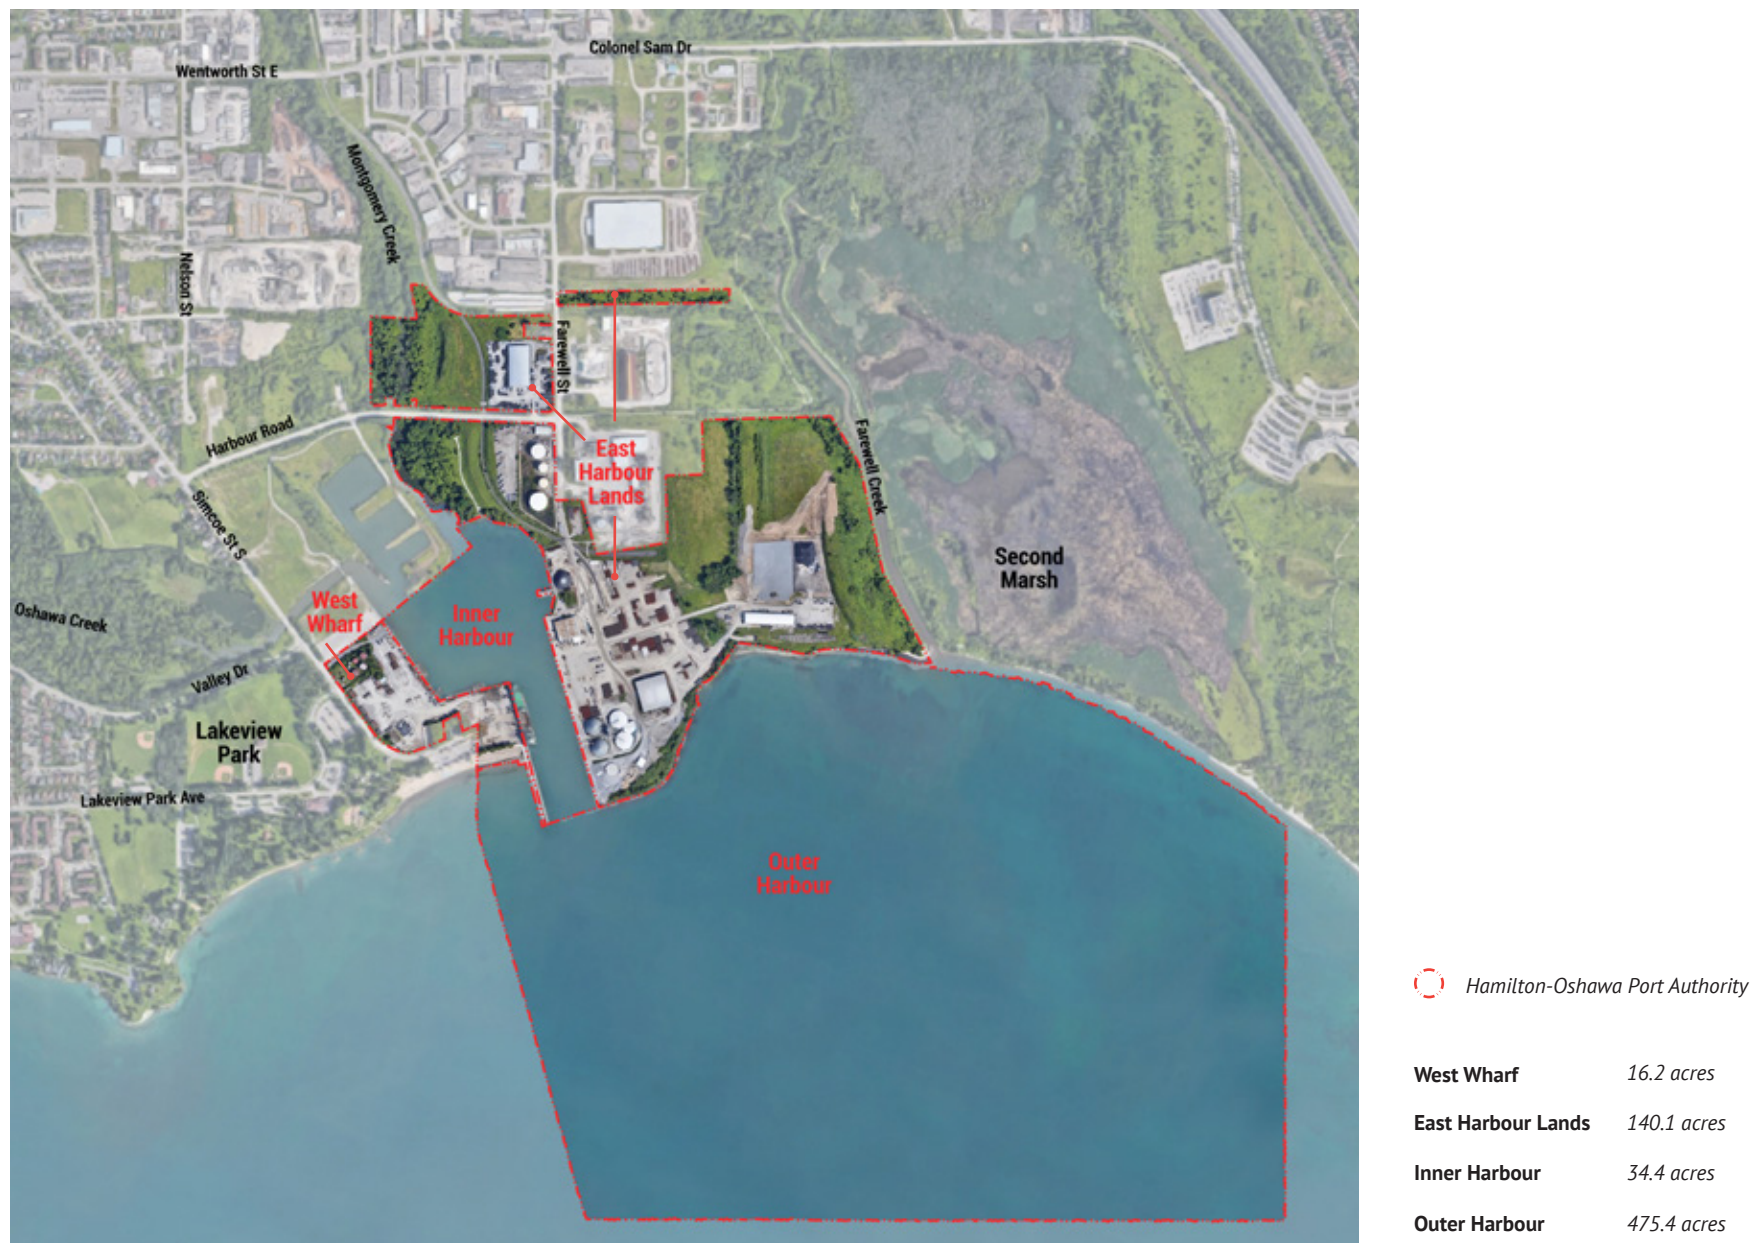 Colonel Sam Dr
Wentworth St E
Montgomery Creek
Nelson St
Farewell St
Harbour Road
East
Harbour
Lands
Farewell Creek
Simcoe St S
Second
Marsh
West
Wharf
Inner
Harbour
Oshawa Creek
Valley Dr
Lakeview
Park
Lakeview Park Ave
Outer
Harbour
Hamilton-Oshawa Port Authority
West Wharf 16.2 acres
East Harbour Lands 140.1 acres
Inner Harbour 34.4 acres
Outer Harbour 475.4 acres